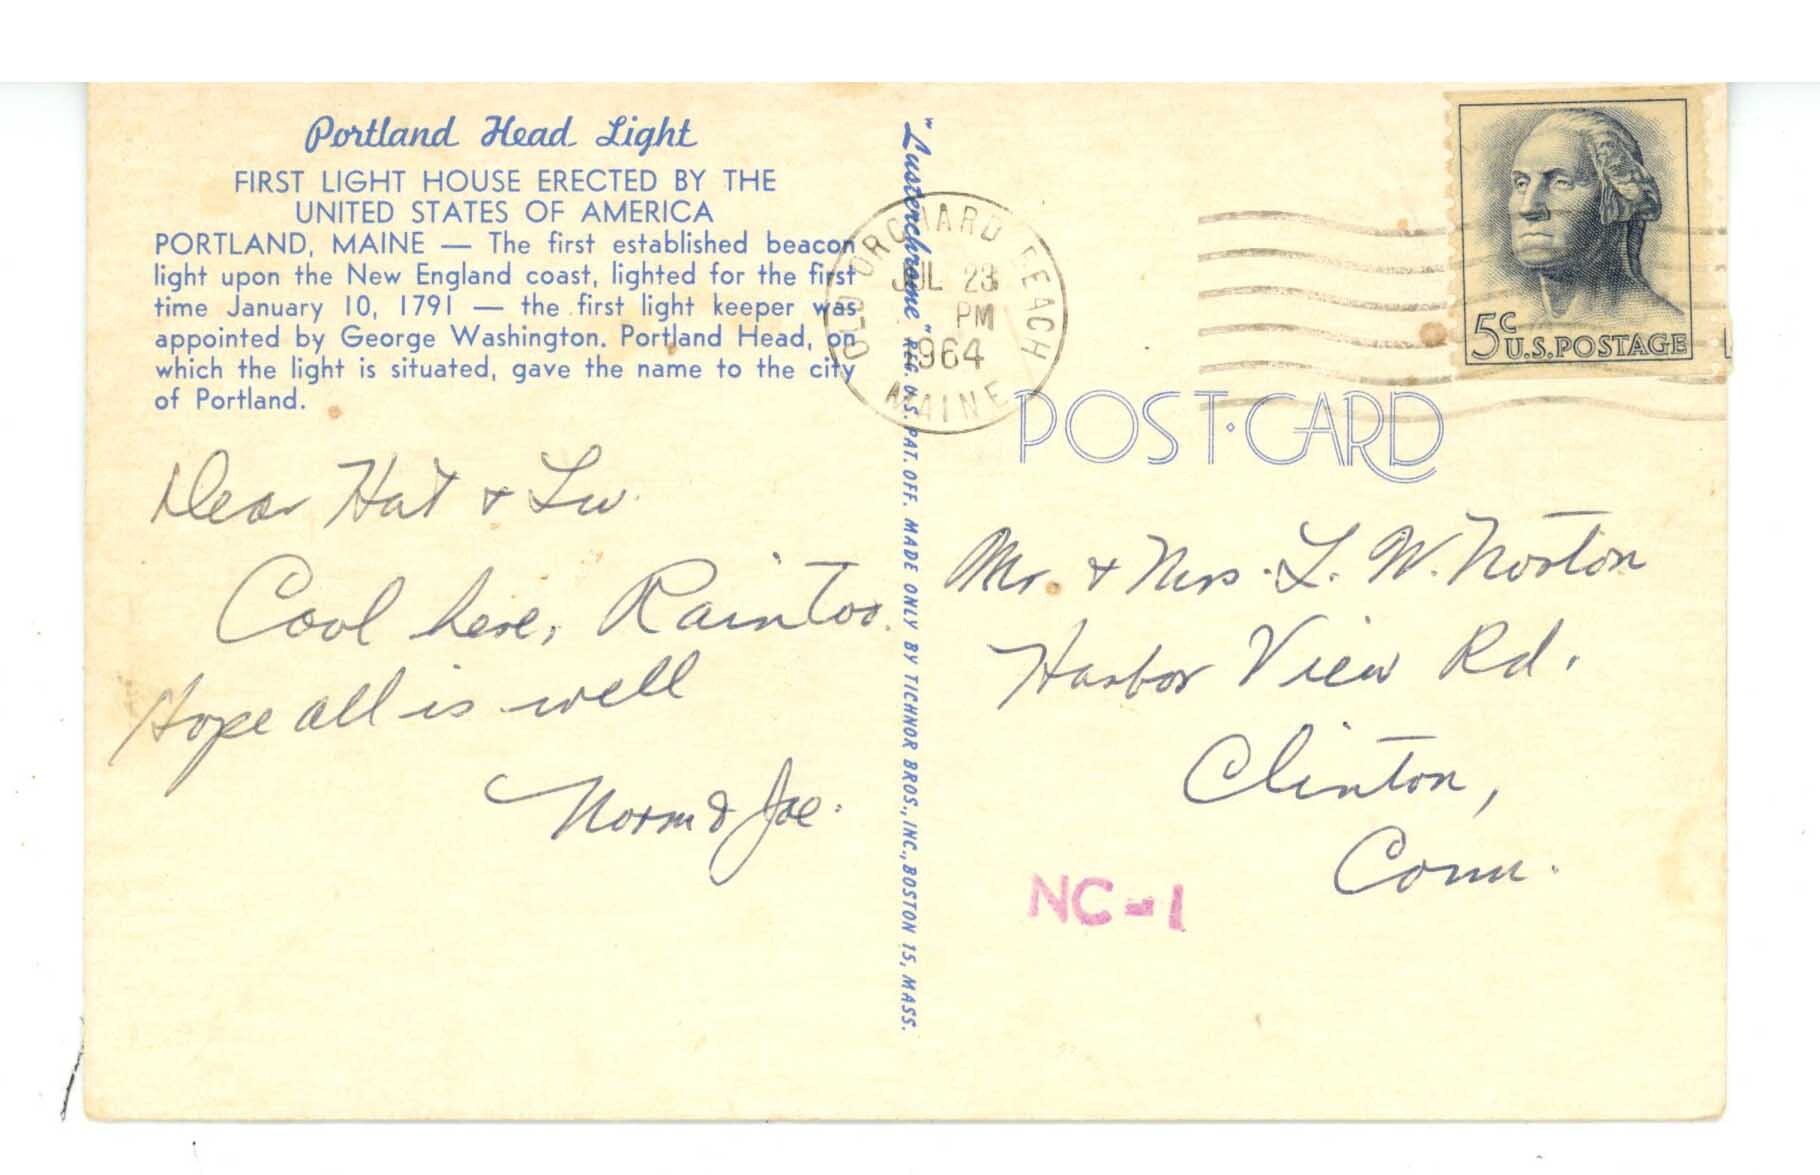 Portland Head Light
FIRST LIGHT HOUSE ERECTED BY THE
UNITED STATES OF AMERICA
PORTLAND, MAINE — The first established beacon
light upon the New England coast, lighted for the first
time January 10, 1791 — the first light keeper was
appointed by George Washington. Portland Head, on
which the light is situated, gave the name to the city
of Portland.
Dear Hat & Lu.
Cool here, Rain too.
Hope all is well
Norm & Joe.
"Lusterchrome" REG. U.S. PAT. OFF. MADE ONLY BY TICHNOR BROS., INC., BOSTON 15, MASS.
OLD ORCHARD BEACH
JUL 23
PM
1964
MAINE
5c
U.S. POSTAGE
POST·CARD
Mr. & Mrs. L. W. Norton
Harbor View Rd.
Clinton,
Conn.
NC-1